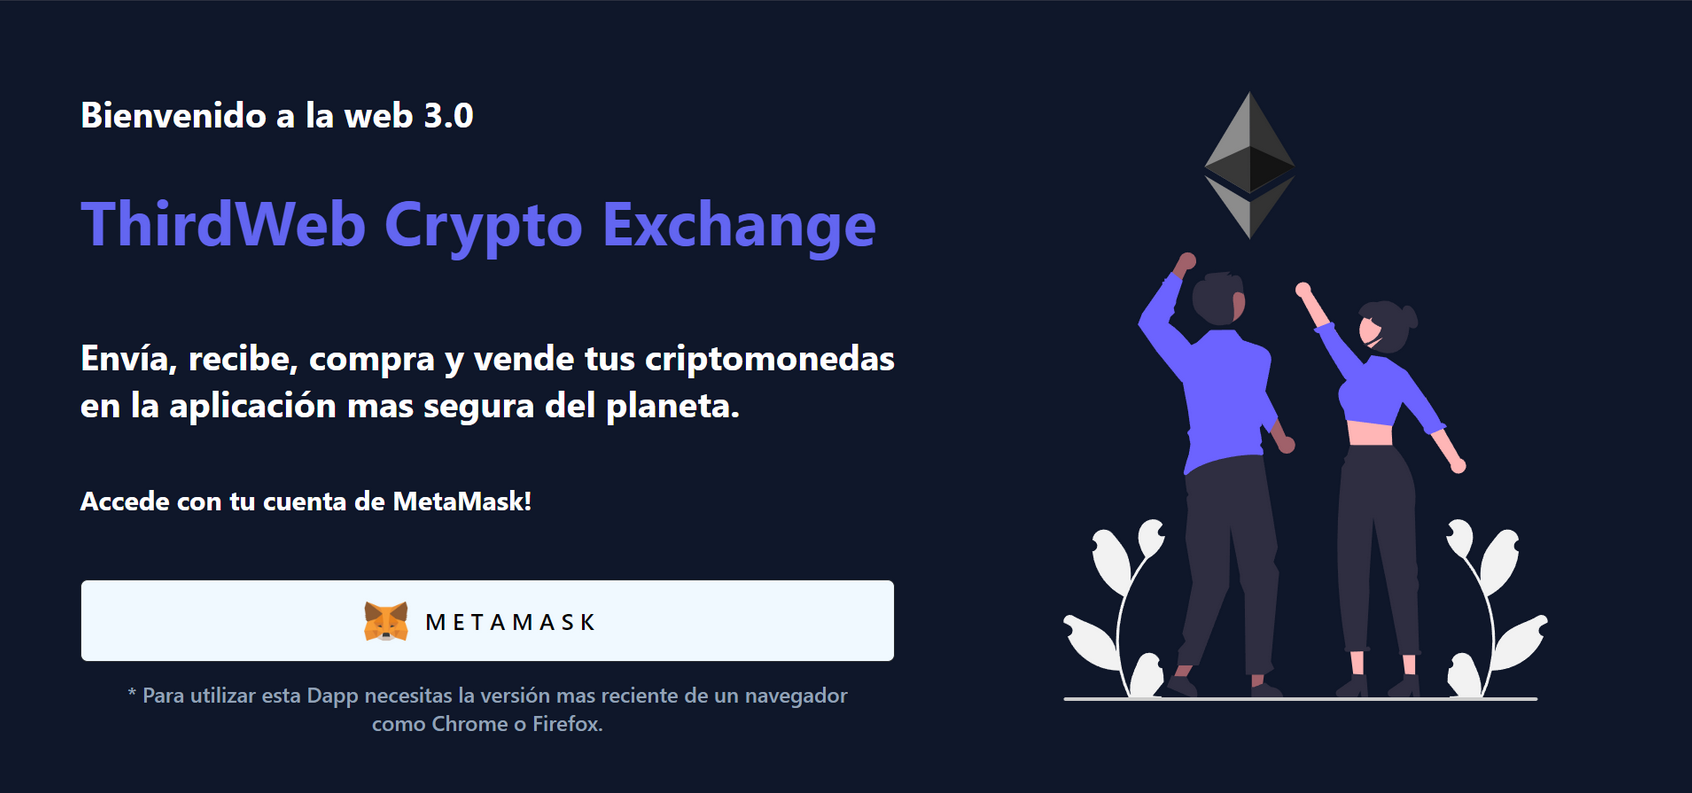 Bienvenido a la web 3.0
ThirdWeb Crypto Exchange
Envía, recibe, compra y vende tus criptomonedas
en la aplicación mas segura del planeta.
Accede con tu cuenta de MetaMask!
METAMASK
* Para utilizar esta Dapp necesitas la versión mas reciente de un navegador
como Chrome o Firefox.